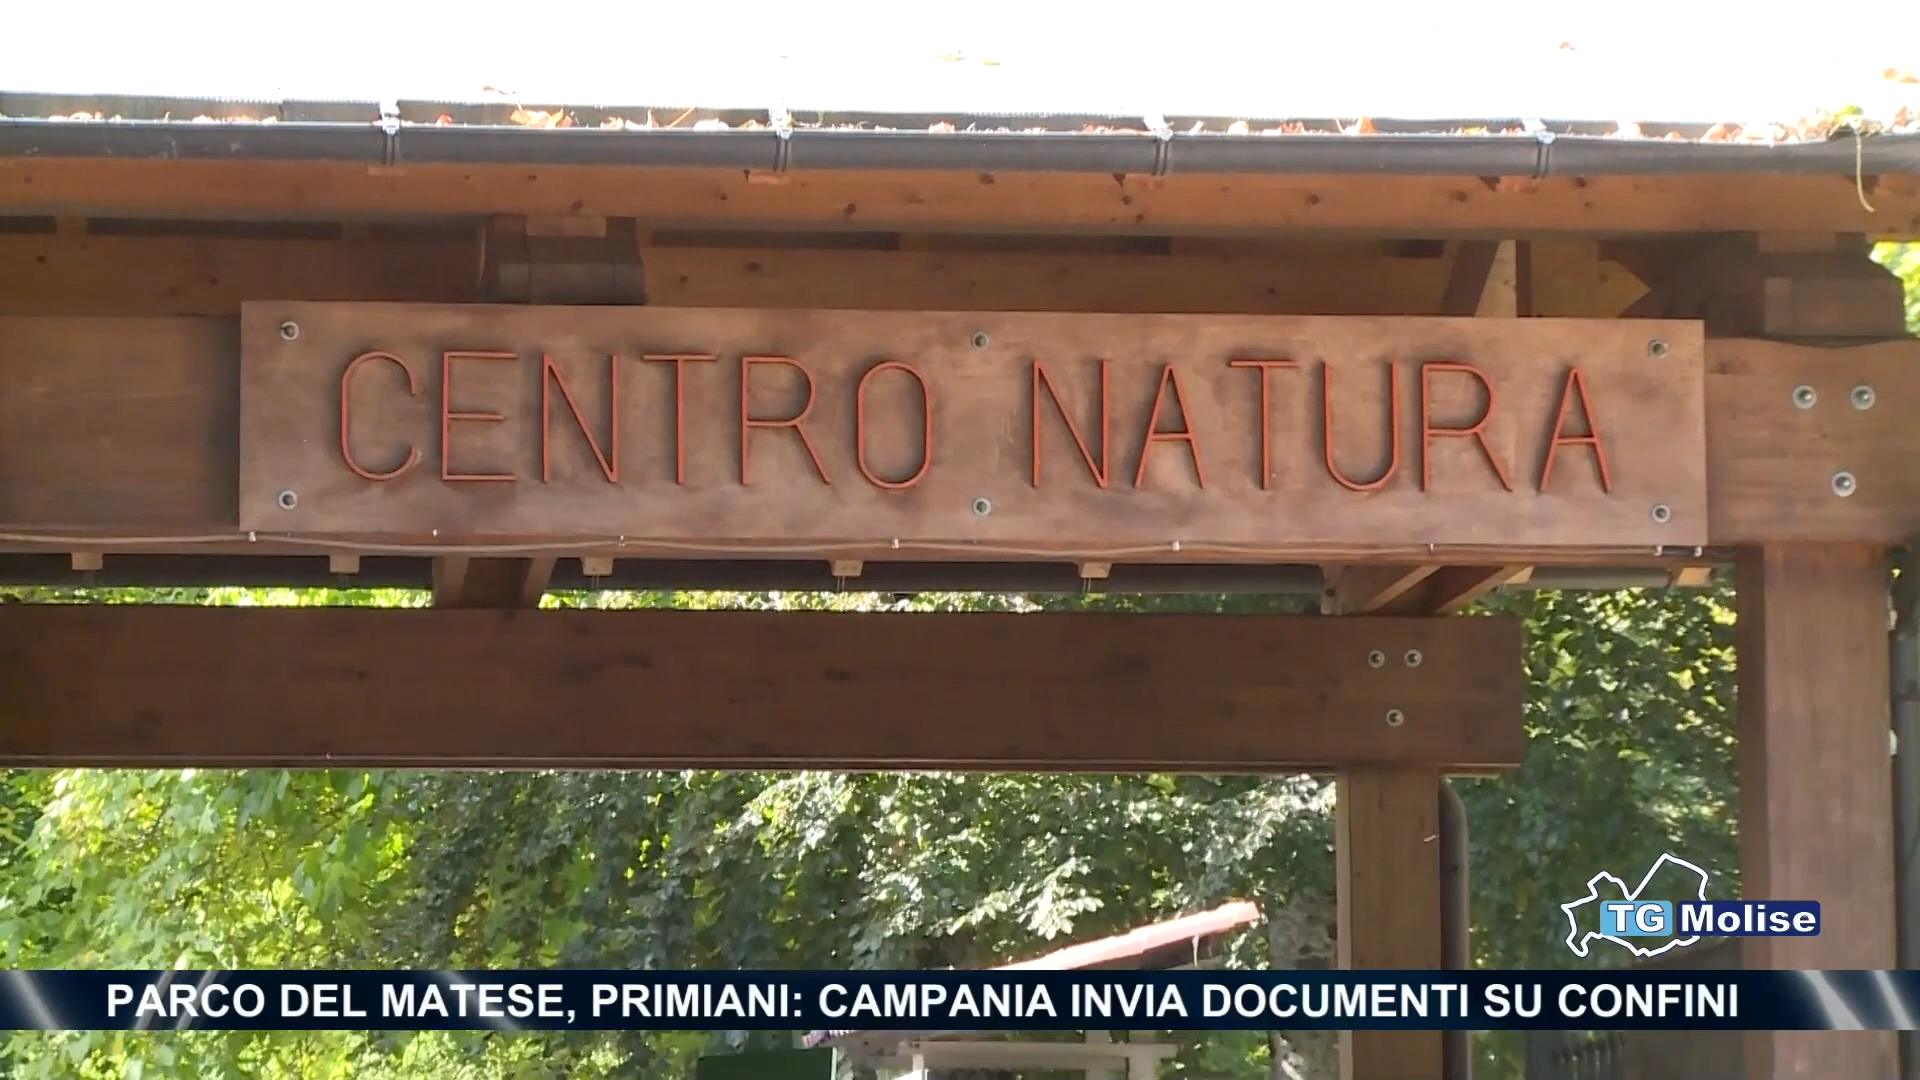 CENTRO NATURA
TG Molise
PARCO DEL MATESE, PRIMIANI: CAMPANIA INVIA DOCUMENTI SU CONFINI